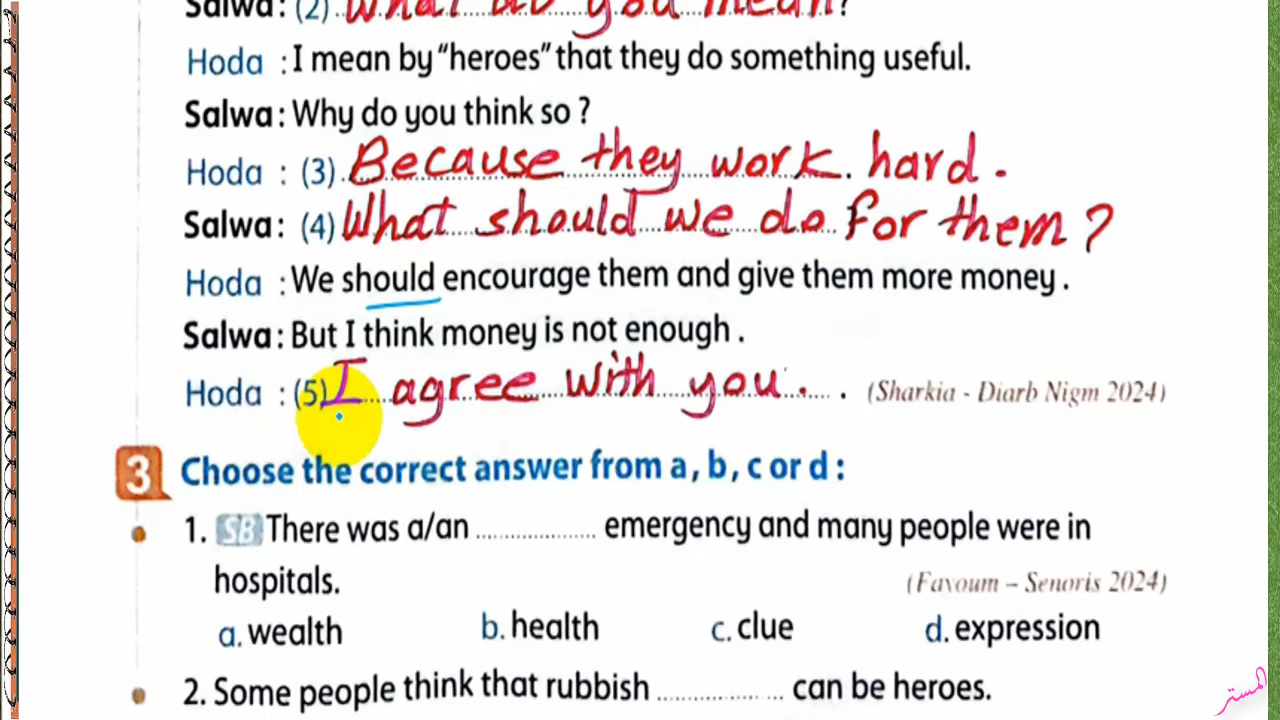 Salwa: (2) What do you mean?
Hoda : I mean by "heroes" that they do something useful.
Salwa: Why do you think so ?
Hoda : (3) Because they work hard.
Salwa: (4) What should we do for them ?
Hoda : We should encourage them and give them more money .
Salwa: But I think money is not enough .
Hoda : (5) I agree with you. . (Sharkia - Diarb Nigm 2024)
3 Choose the correct answer from a , b , c or d :
1. SB There was a/an .................... emergency and many people were in
hospitals. (Fayoum – Senoris 2024)
a. wealth b. health c. clue d. expression
2. Some people think that rubbish .................... can be heroes.
المستر